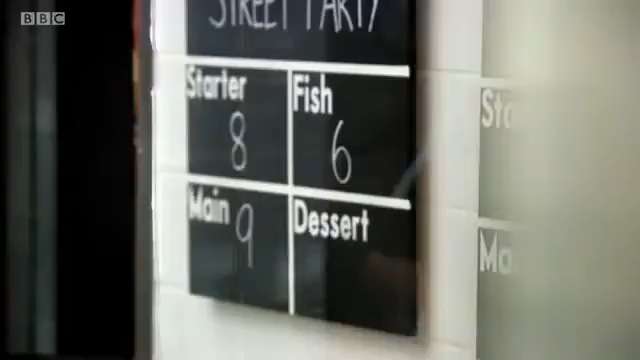 BBC
STREET PARTY
Starter Fish
8 6
Main Dessert
9